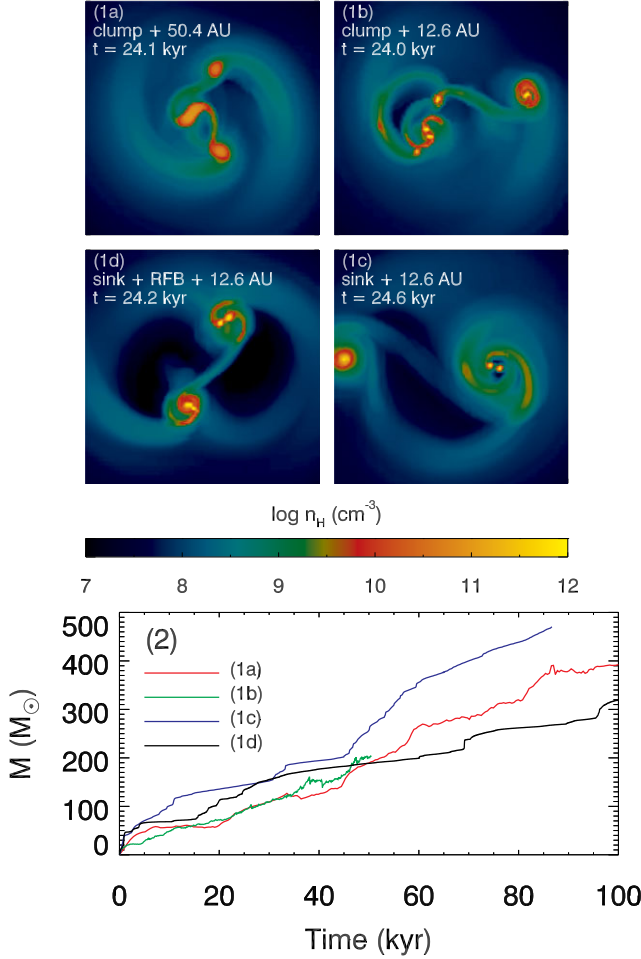 (1a)
clump + 50.4 AU
t = 24.1 kyr
(1b)
clump + 12.6 AU
t = 24.0 kyr
(1d)
sink + RFB + 12.6 AU
t = 24.2 kyr
(1c)
sink + 12.6 AU
t = 24.6 kyr
log n_H (cm⁻³)
7 8 9 10 11 12
(2)
(1a)
(1b)
(1c)
(1d)
500
400
300
200
100
0
M (M☉)
0 20 40 60 80 100
Time (kyr)